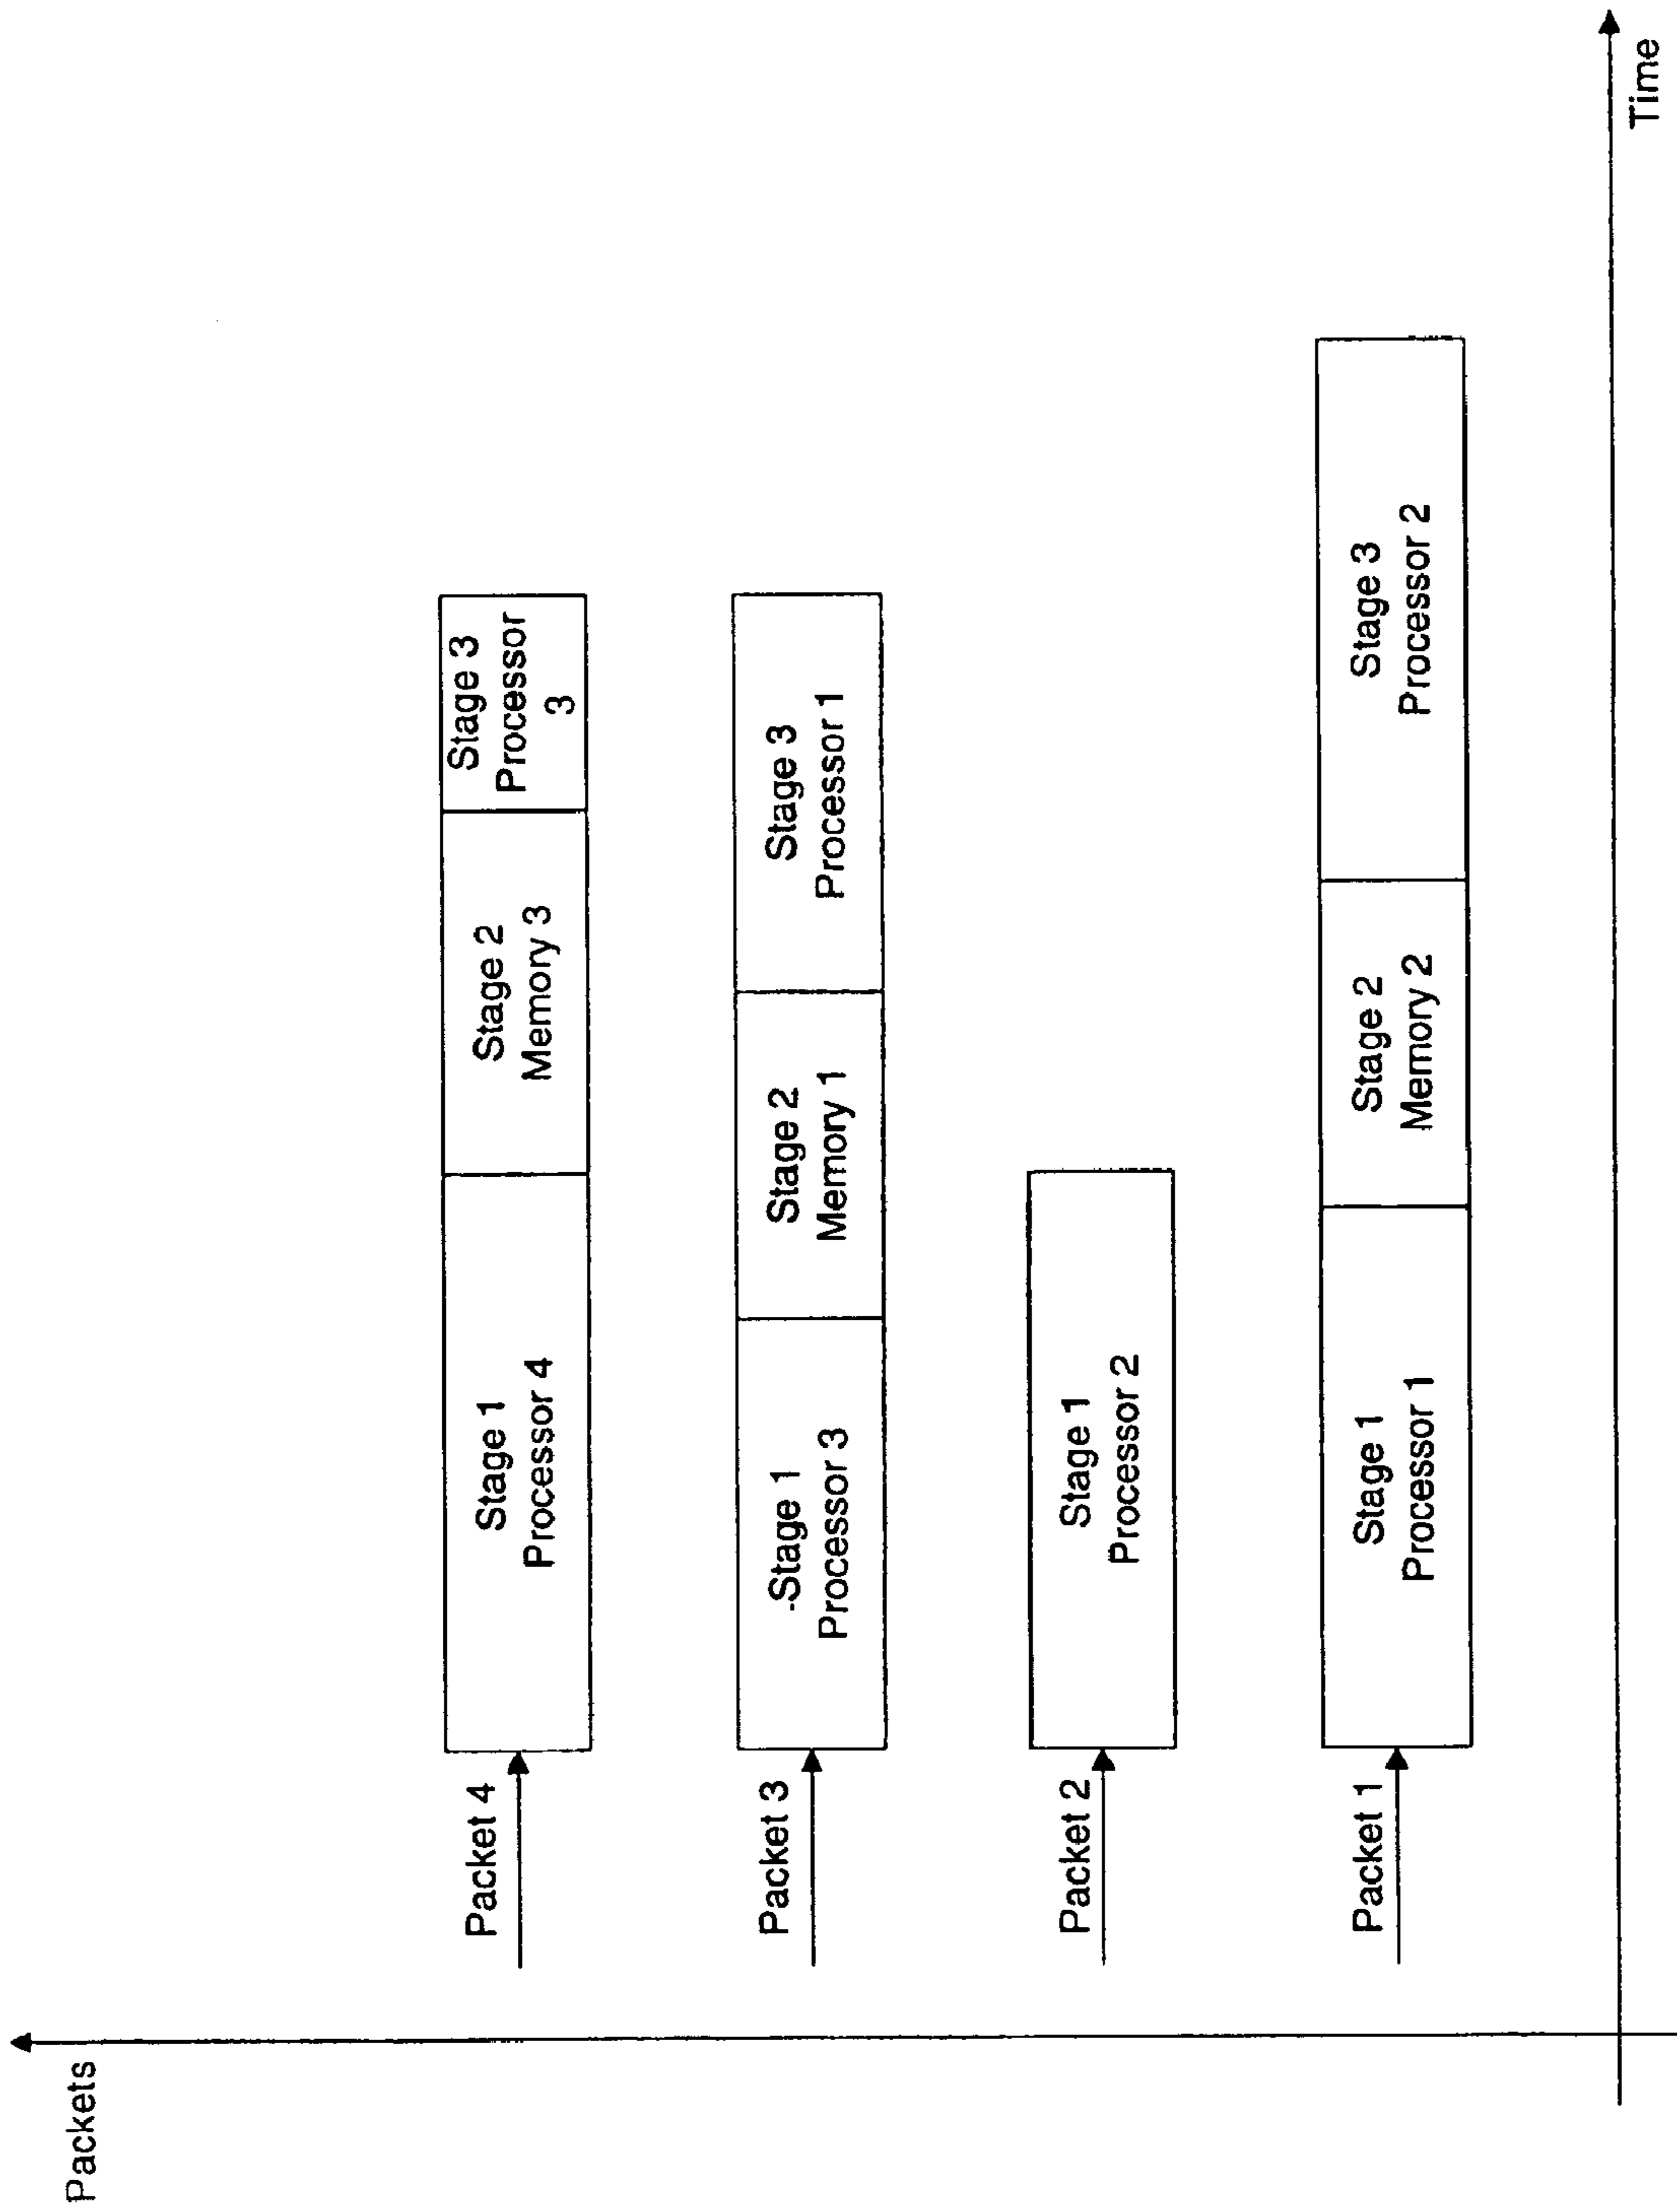 Packets
Packet 4
Stage 1
Processor 4
Stage 2
Memory 3
Stage 3
Processor
3
Packet 3
-Stage 1
Processor 3
Stage 2
Memory 1
Stage 3
Processor 1
Packet 2
Stage 1
Processor 2
Packet 1
Stage 1
Processor 1
Stage 2
Memory 2
Stage 3
Processor 2
Time